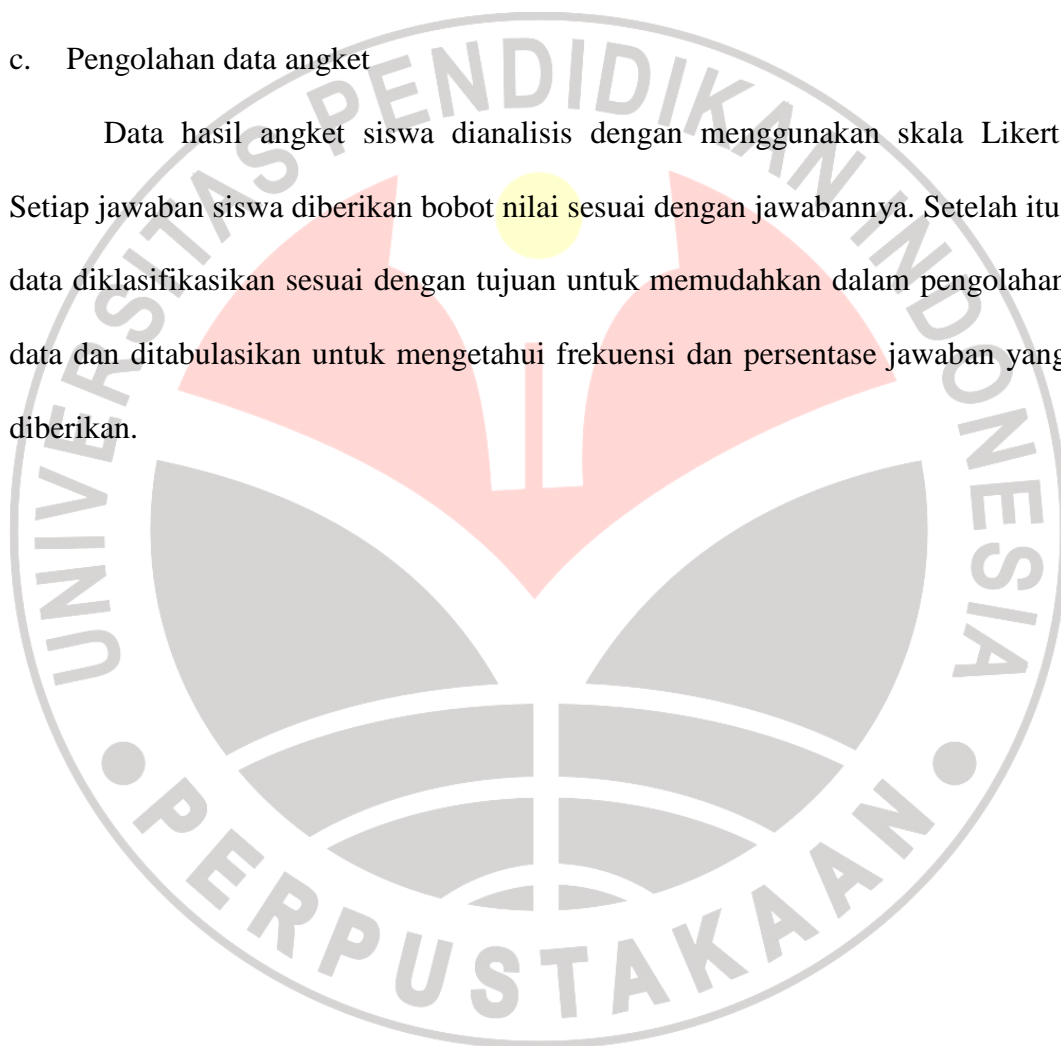 c. Pengolahan data angket
Data hasil angket siswa dianalisis dengan menggunakan skala Likert
Setiap jawaban siswa diberikan bobot nilai sesuai dengan jawabannya. Setelah itu
data diklasifikasikan sesuai dengan tujuan untuk memudahkan dalam pengolahan
data dan ditabulasikan untuk mengetahui frekuensi dan persentase jawaban yang
diberikan.
UNIVERSITAS PENDIDIKAN INDONESIA
PERPUSTAKAAN